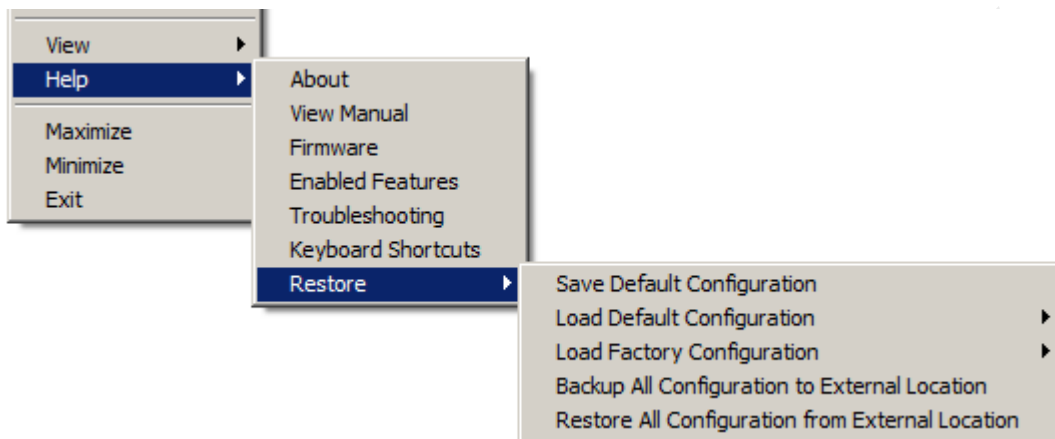 View
Help
Maximize
Minimize
Exit
About
View Manual
Firmware
Enabled Features
Troubleshooting
Keyboard Shortcuts
Restore
Save Default Configuration
Load Default Configuration
Load Factory Configuration
Backup All Configuration to External Location
Restore All Configuration from External Location